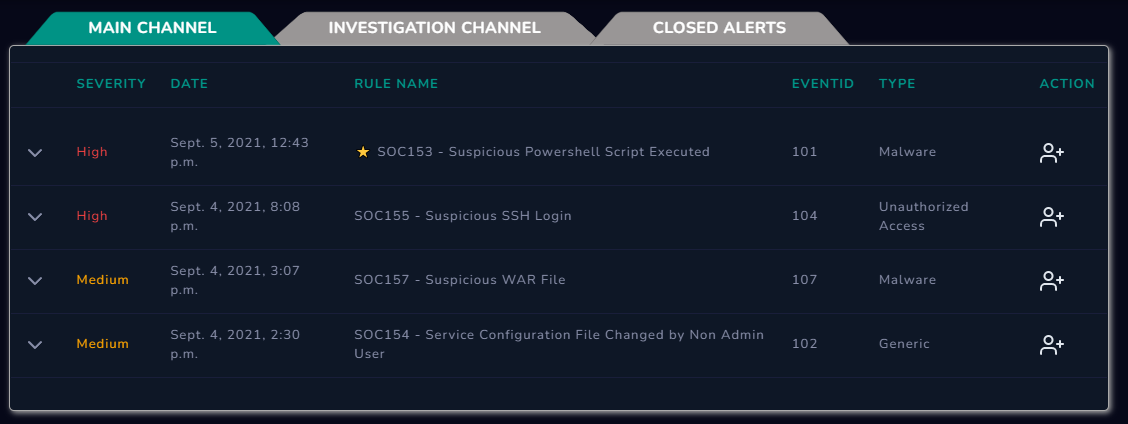 MAIN CHANNEL INVESTIGATION CHANNEL CLOSED ALERTS
SEVERITY DATE RULE NAME EVENTID TYPE ACTION
High Sept. 5, 2021, 12:43 p.m. SOC153 - Suspicious Powershell Script Executed 101 Malware
High Sept. 4, 2021, 8:08 p.m. SOC155 - Suspicious SSH Login 104 Unauthorized Access
Medium Sept. 4, 2021, 3:07 p.m. SOC157 - Suspicious WAR File 107 Malware
Medium Sept. 4, 2021, 2:30 p.m. SOC154 - Service Configuration File Changed by Non Admin User 102 Generic